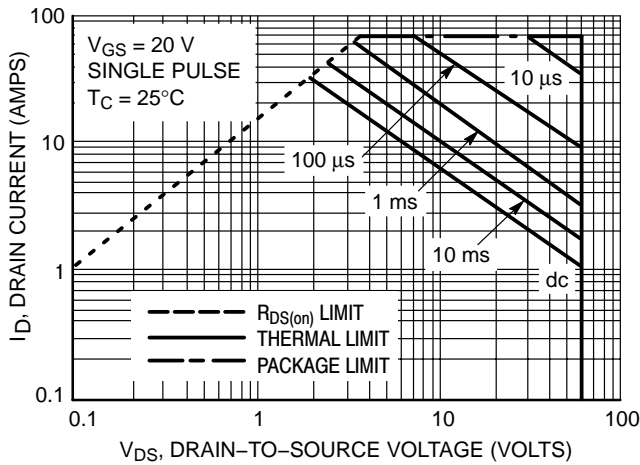 100
10
1
0.1
I_D, DRAIN CURRENT (AMPS)
V_GS = 20 V
SINGLE PULSE
T_C = 25°C
10 µs
100 µs
1 ms
10 ms
dc
R_DS(on) LIMIT
THERMAL LIMIT
PACKAGE LIMIT
0.1
1
10
100
V_DS, DRAIN−TO−SOURCE VOLTAGE (VOLTS)